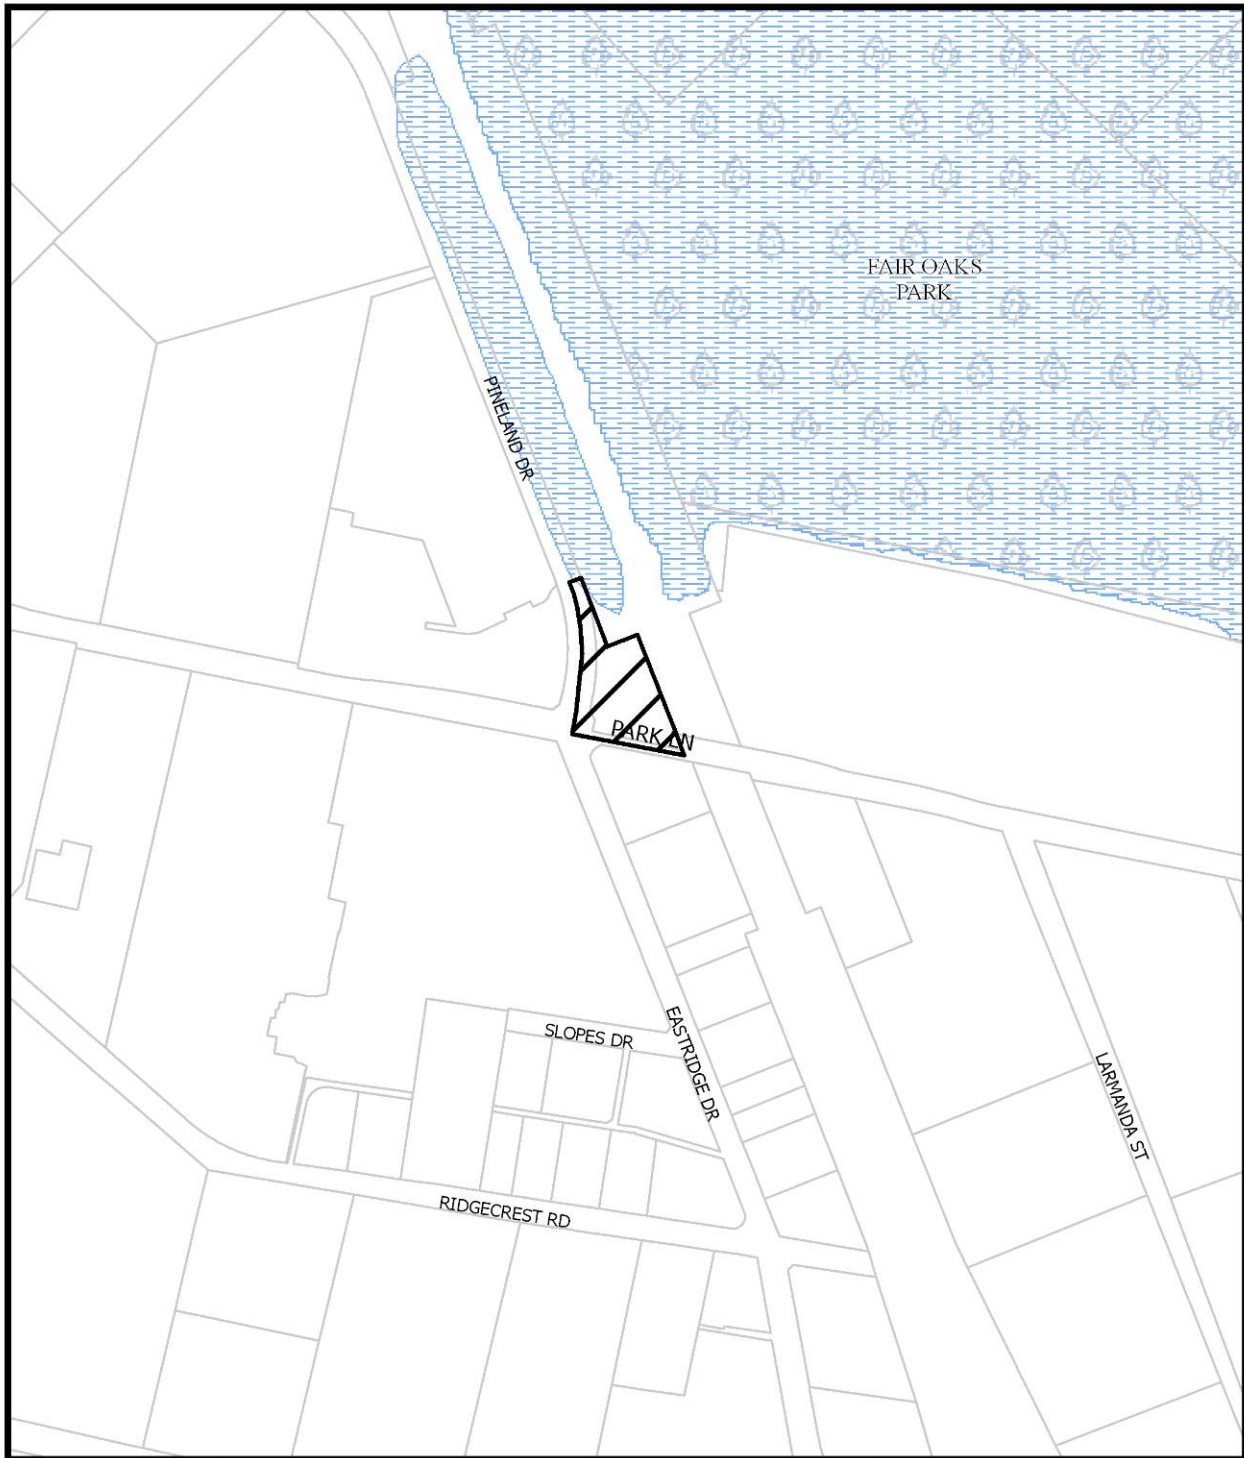 FAIR OAKS
PARK
PINELAND DR
PARK LN
SLOPES DR
EASTRIDGE DR
LARMANDA ST
RIDGECREST RD